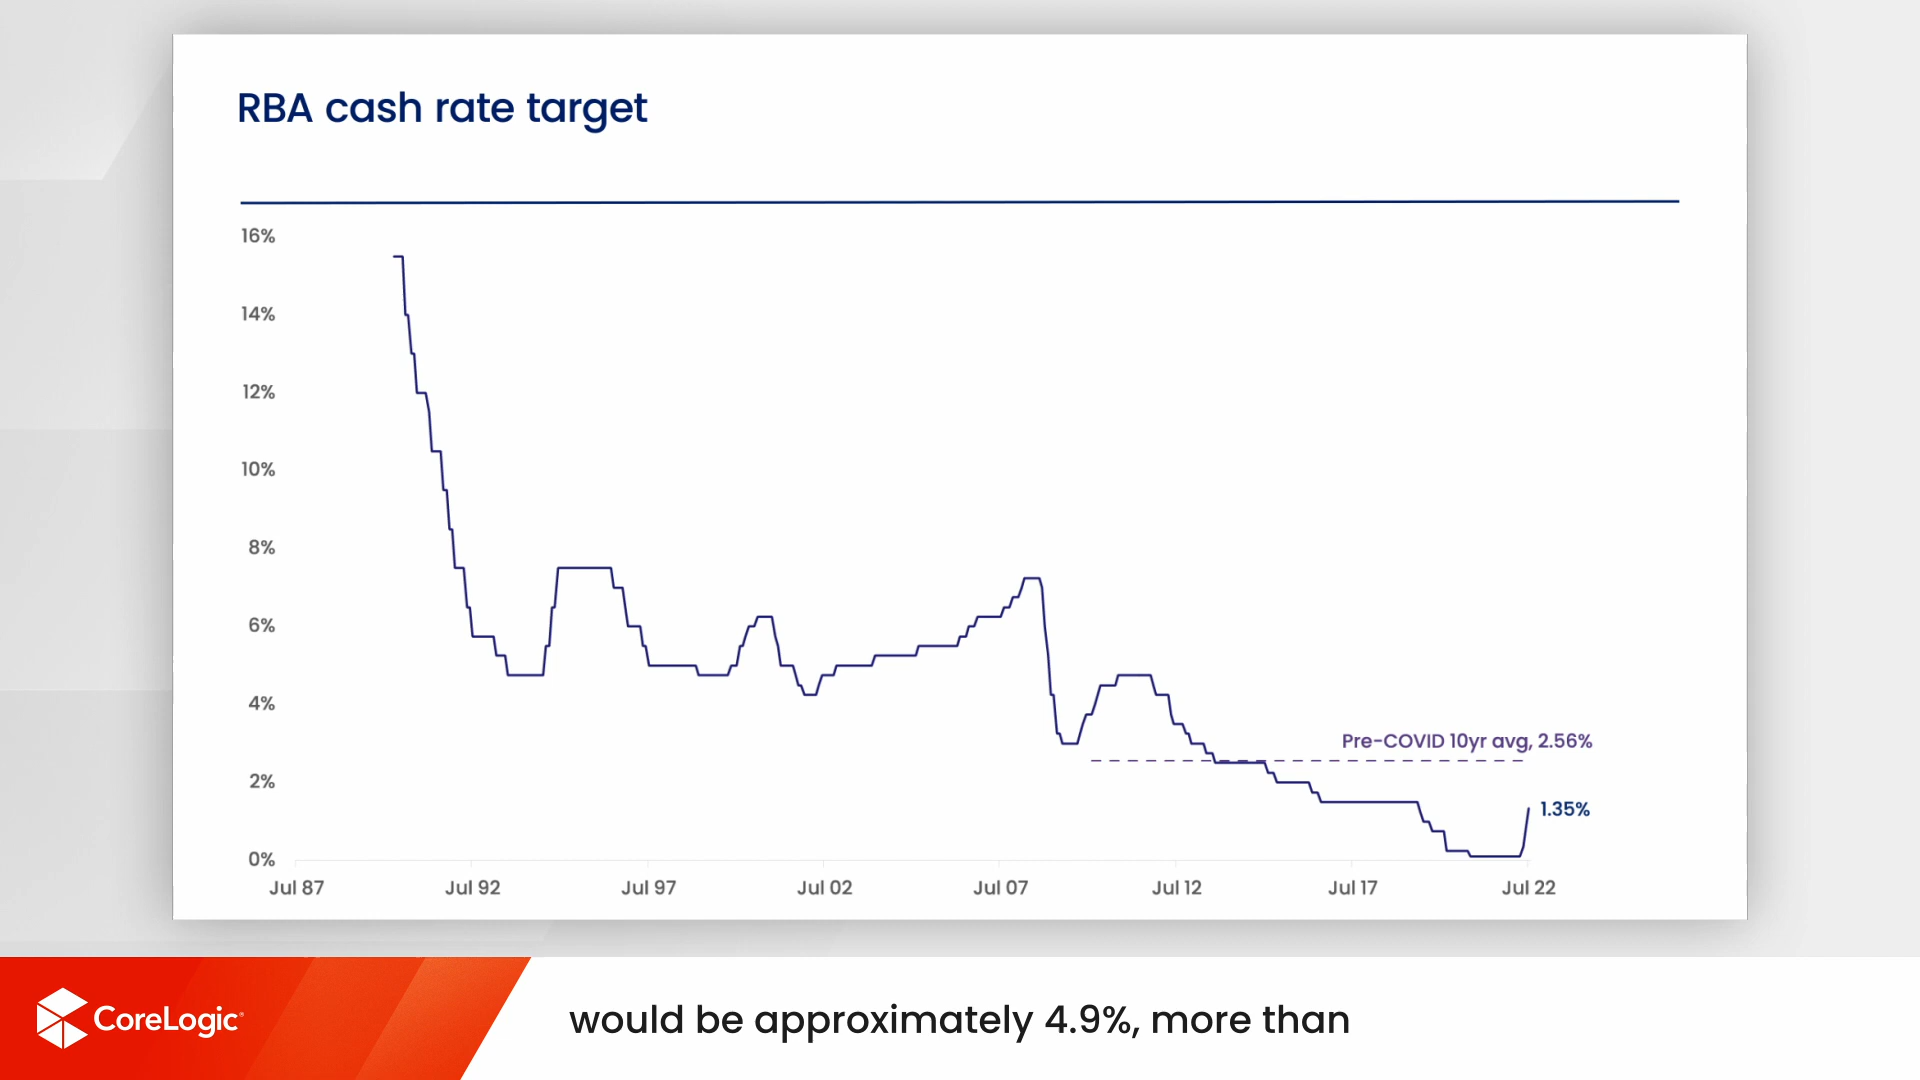 RBA cash rate target
16%
14%
12%
10%
8%
6%
4%
2%
0%
Pre-COVID 10yr avg, 2.56%
1.35%
Jul 87 Jul 92 Jul 97 Jul 02 Jul 07 Jul 12 Jul 17 Jul 22
CoreLogic
would be approximately 4.9%, more than